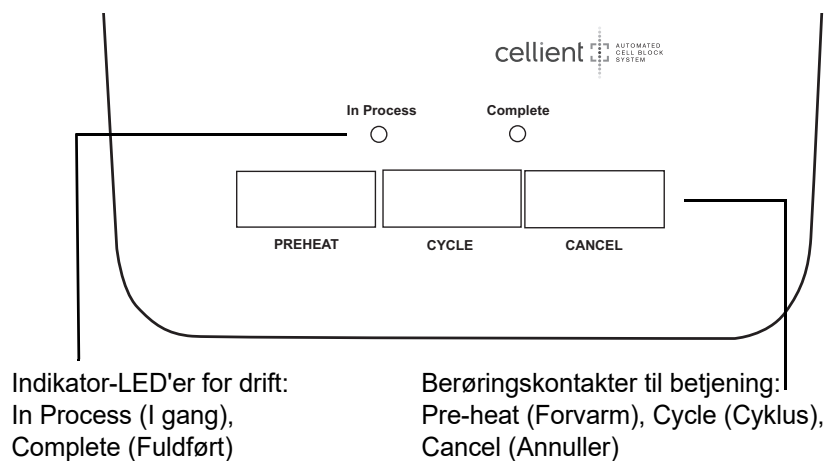 cellient AUTOMATED
CELL BLOCK
SYSTEM
In Process Complete
PREHEAT CYCLE CANCEL
Indikator-LED'er for drift:
In Process (I gang),
Complete (Fuldført)
Berøringskontakter til betjening:
Pre-heat (Forvarm), Cycle (Cyklus),
Cancel (Annuller)